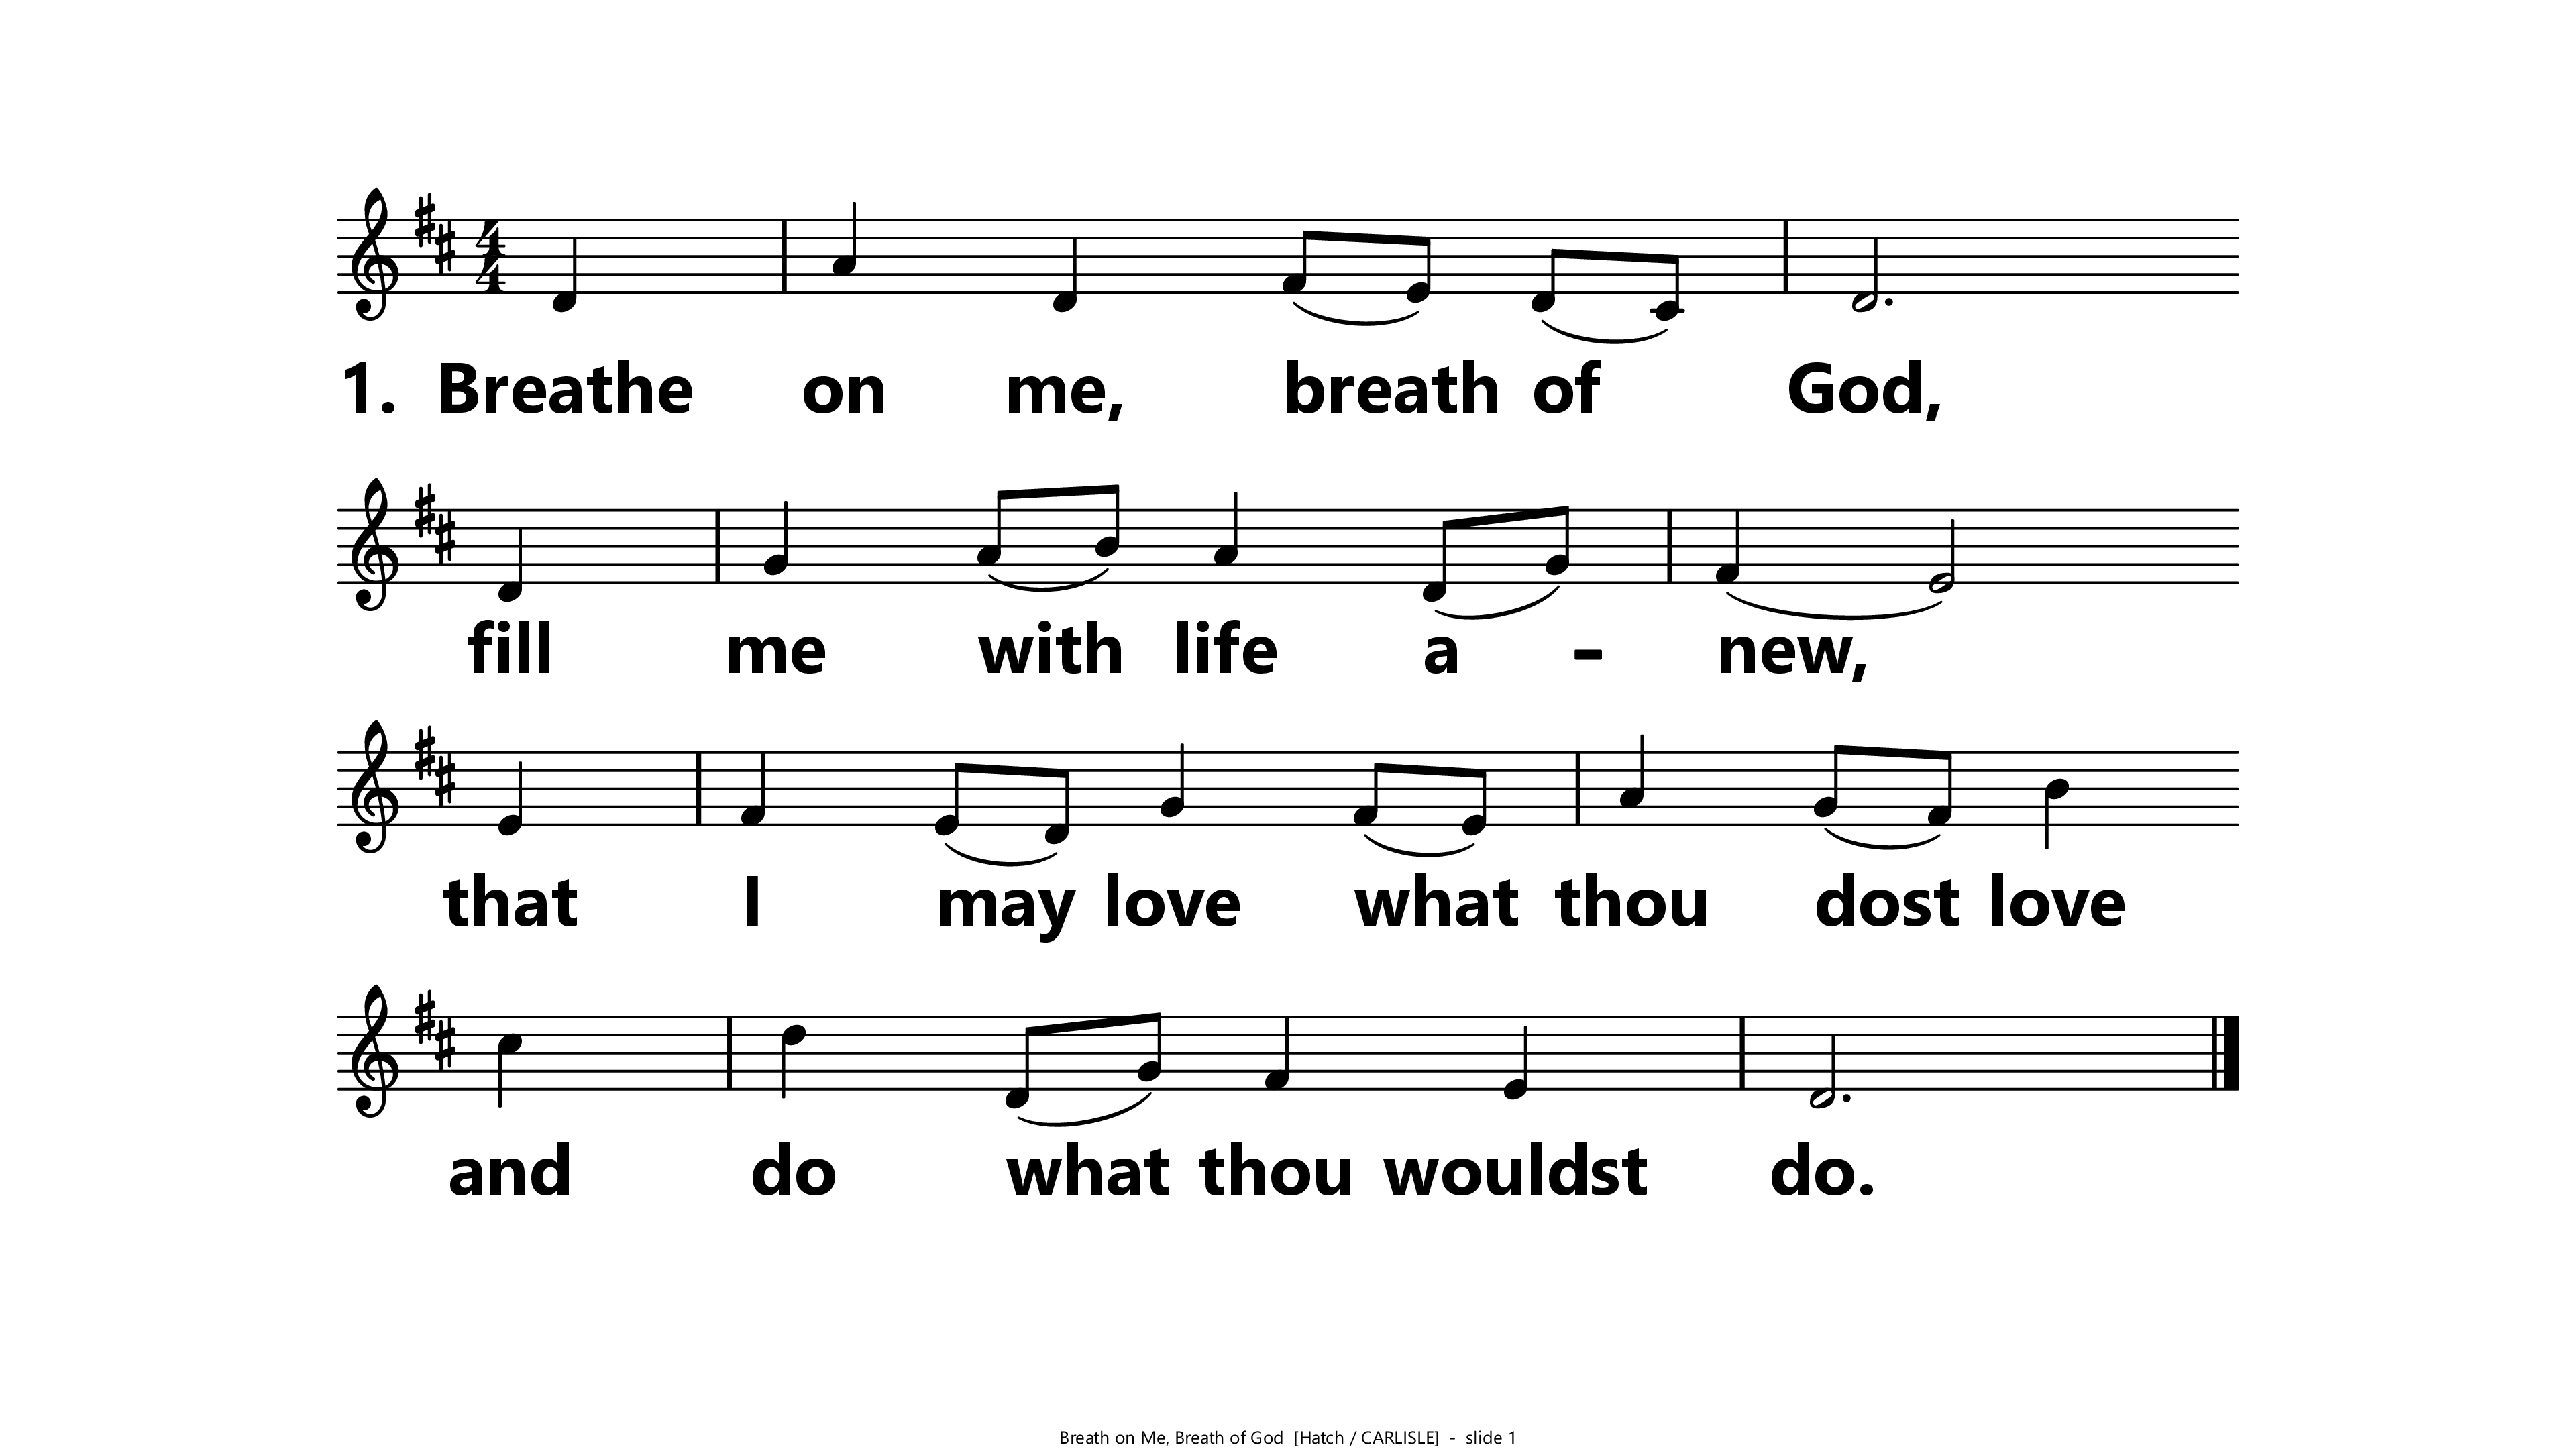 1. Breathe on me, breath of God,
fill me with life a - new,
that I may love what thou dost love
and do what thou wouldst do.
Breath on Me, Breath of God [Hatch / CARLISLE] - slide 1